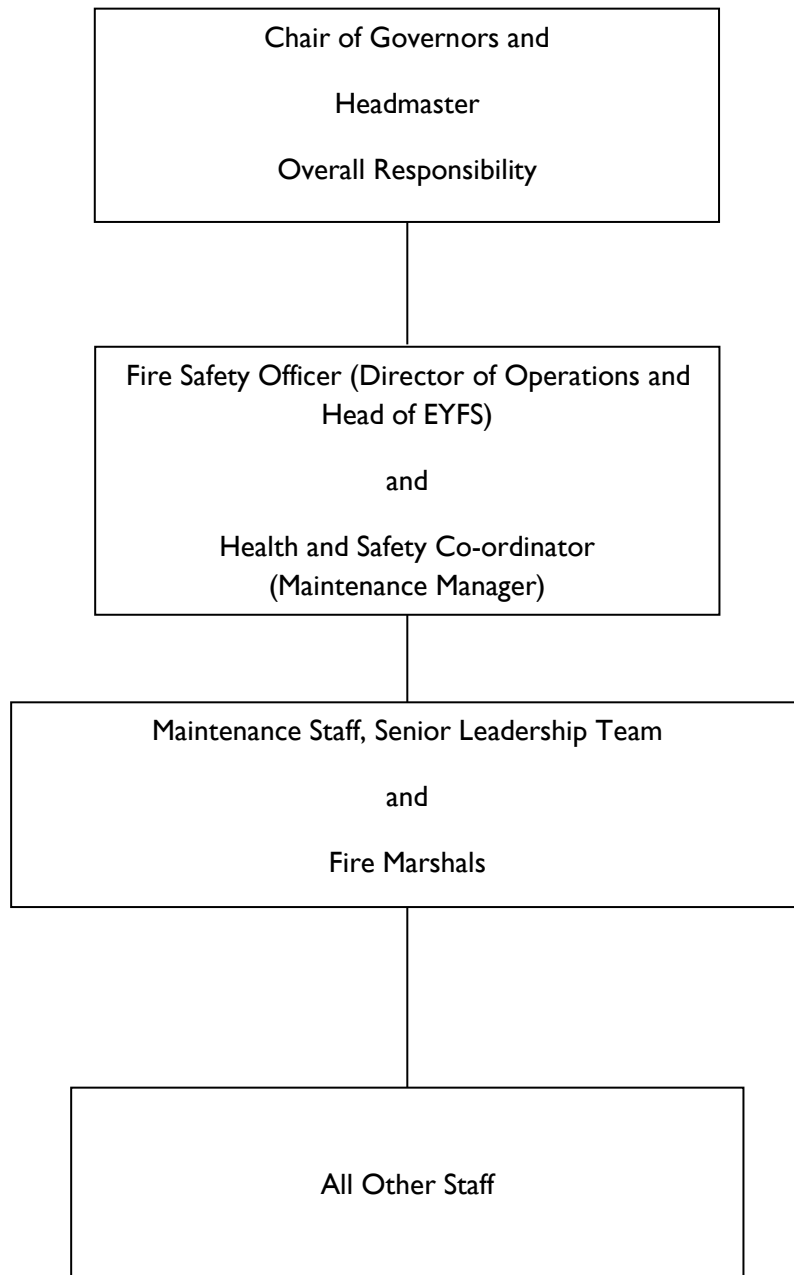 Chair of Governors and
Headmaster
Overall Responsibility
Fire Safety Officer (Director of Operations and
Head of EYFS)
and
Health and Safety Co-ordinator
(Maintenance Manager)
Maintenance Staff, Senior Leadership Team
and
Fire Marshals
All Other Staff